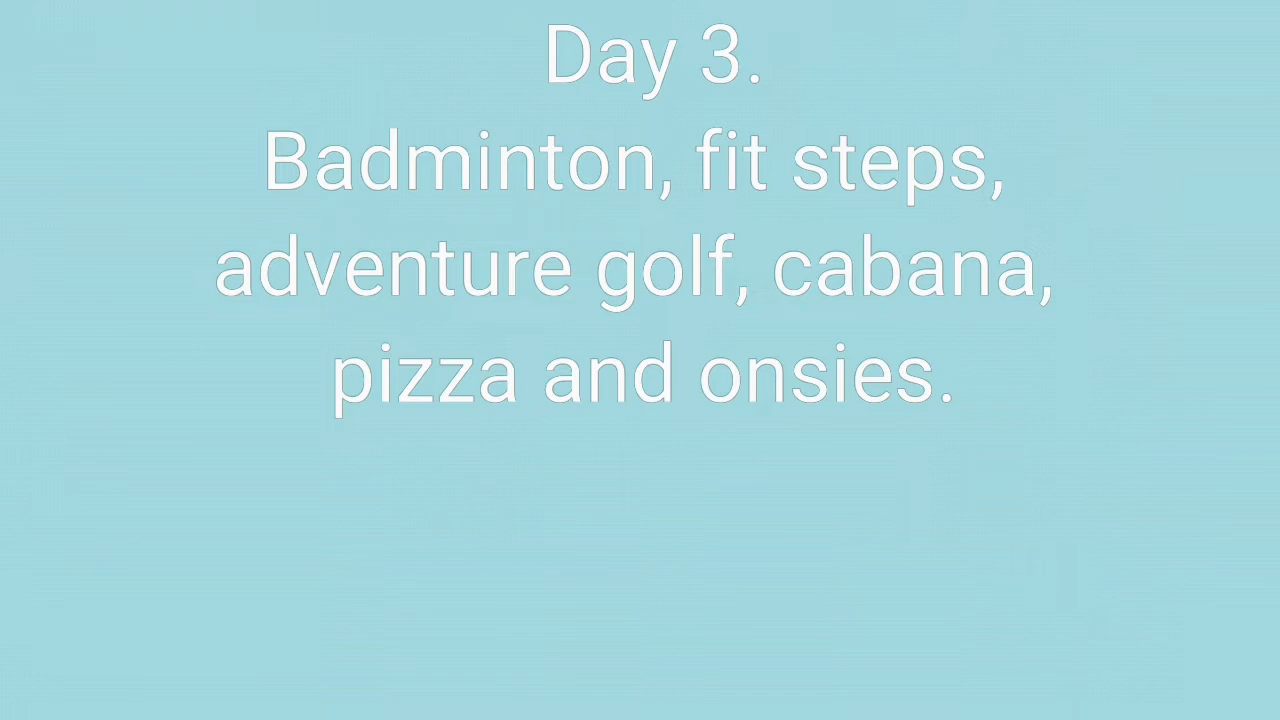 Day 3.
Badminton, fit steps,
adventure golf, cabana,
pizza and onsies.